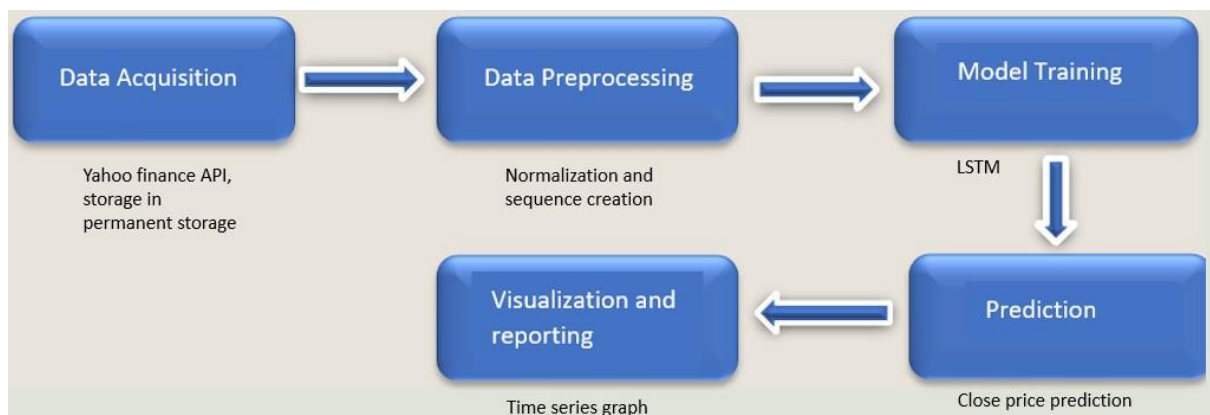 Data Acquisition
Yahoo finance API,
storage in
permanent storage
Data Preprocessing
Normalization and
sequence creation
Model Training
LSTM
Prediction
Close price prediction
Visualization and
reporting
Time series graph